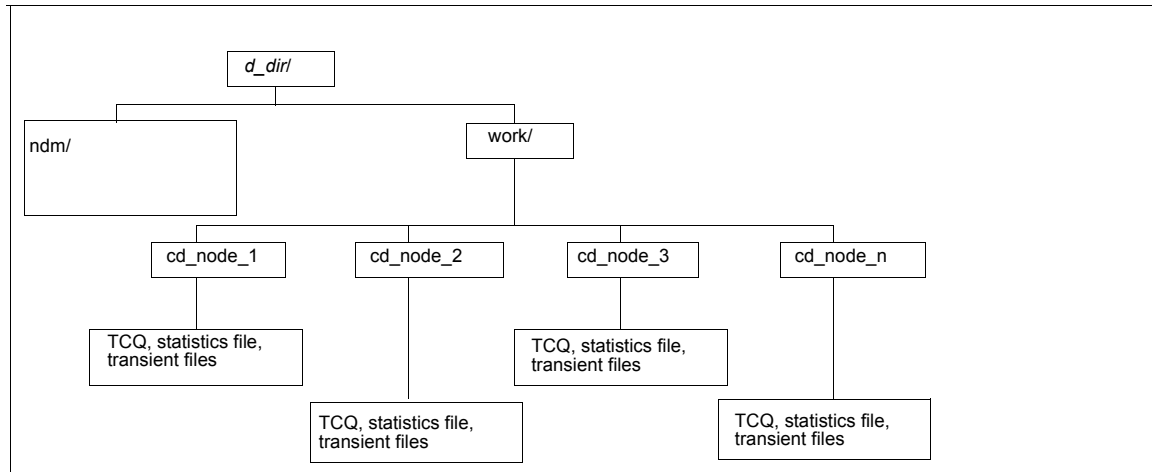 d_dir/
ndm/
work/
cd_node_1
cd_node_2
cd_node_3
cd_node_n
TCQ, statistics file,
transient files
TCQ, statistics file,
transient files
TCQ, statistics file,
transient files
TCQ, statistics file,
transient files